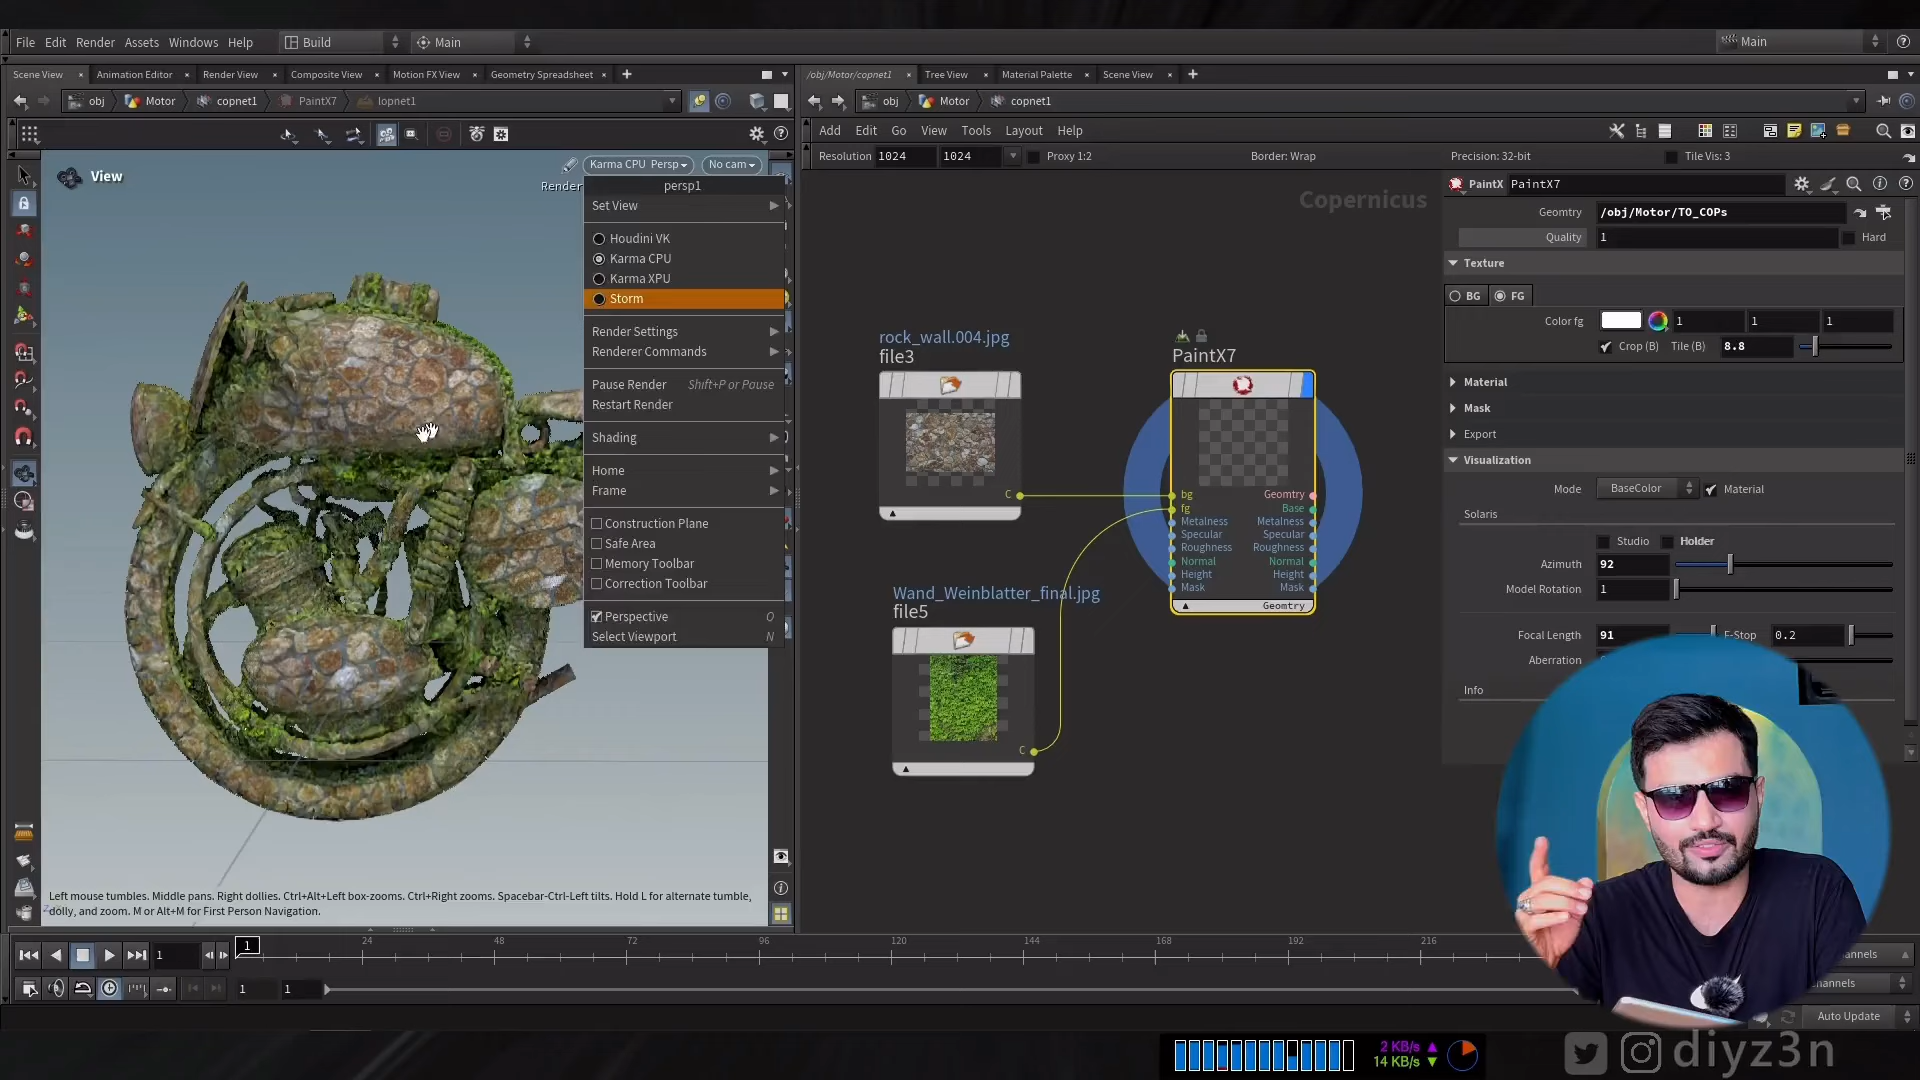 File Edit Render Assets Windows Help Build Main Main
Scene View Animation Editor Render View Composite View Motion FX View Geometry Spreadsheet
/obj/Motor/copnet1 Tree View Material Palette Scene View
obj Motor copnet1 PaintX7 lopnet1
obj Motor copnet1
Add Edit Go View Tools Layout Help
Resolution 1024 1024 Proxy 1:2 Border: Wrap Precision: 32-bit Tile Vis: 3
View
Karma CPU Persp No cam
Render
persp1
Set View
Houdini VK
Karma CPU
Karma XPU
Storm
Render Settings
Renderer Commands
Pause Render Shift+P or Pause
Restart Render
Shading
Home
Frame
Construction Plane
Safe Area
Memory Toolbar
Correction Toolbar
Perspective O
Select Viewport N
Left mouse tumbles. Middle pans. Right dollies. Ctrl+Alt+Left box-zooms. Ctrl+Right zooms. Spacebar-Ctrl-Left tilts. Hold L for alternate tumble,
dolly, and zoom. M or Alt+M for First Person Navigation.
Copernicus
rock_wall.004.jpg
file3
C
Wand_Weinblatter_final.jpg
file5
C
PaintX7
bg Geomtry
fg Base
Metalness Metalness
Specular Specular
Roughness Roughness
Normal Normal
Height Height
Mask Mask
Geomtry
PaintX PaintX7
Geomtry /obj/Motor/TO_COPs
Quality 1 Hard
Texture
BG FG
Color fg 1 1 1
Crop (B) Tile (B) 8.8
Material
Mask
Export
Visualization
Mode BaseColor Material
Solaris
Studio Holder
Azimuth 92
Model Rotation 1
Focal Length 91 F-Stop 0.2
Aberration
Info
1 1 24 48 72 96 120 144 168 192 216
1 1
Auto Update
2 KB/s
14 KB/s
diyz3n